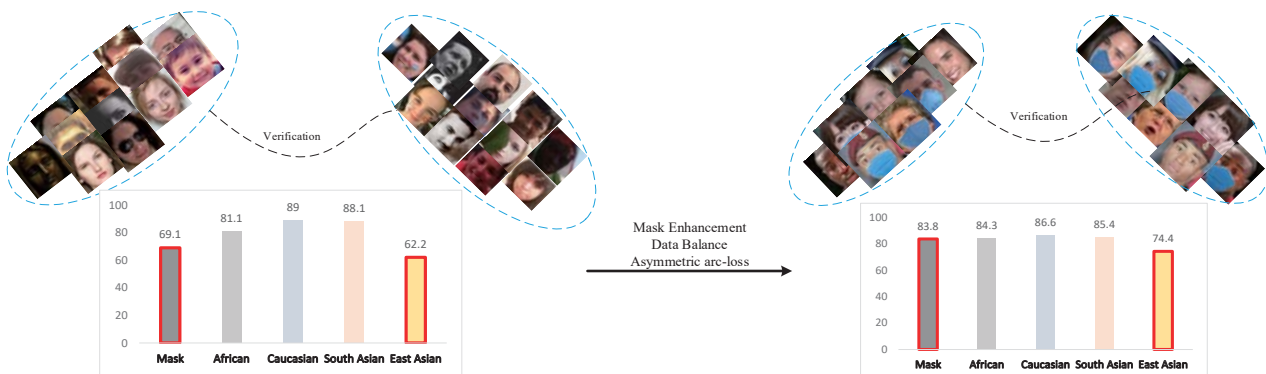 Verification
100
80
60
40
20
0
69.1
81.1
89
88.1
62.2
Mask
African
Caucasian
South Asian
East Asian
Mask Enhancement
Data Balance
Asymmetric arc-loss
Verification
100
80
60
40
20
0
83.8
84.3
86.6
85.4
74.4
Mask
African
Caucasian
South Asian
East Asian